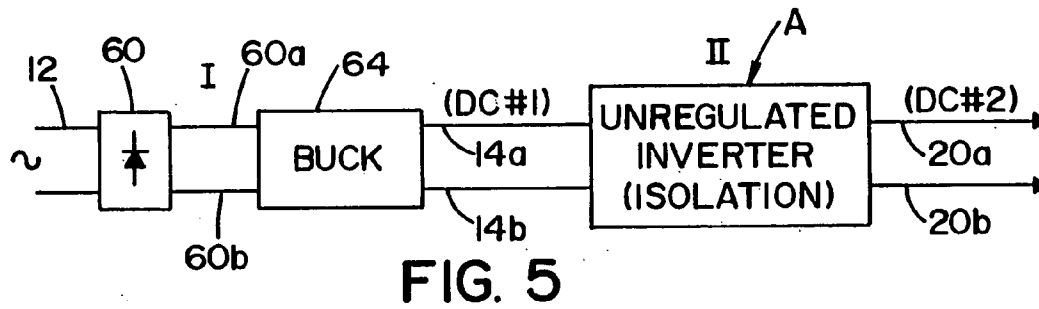 12
60
I
60a
64
(DC#1)
II
A
(DC#2)
~
BUCK
14a
UNREGULATED
INVERTER
(ISOLATION)
20a
60b
14b
20b
FIG. 5